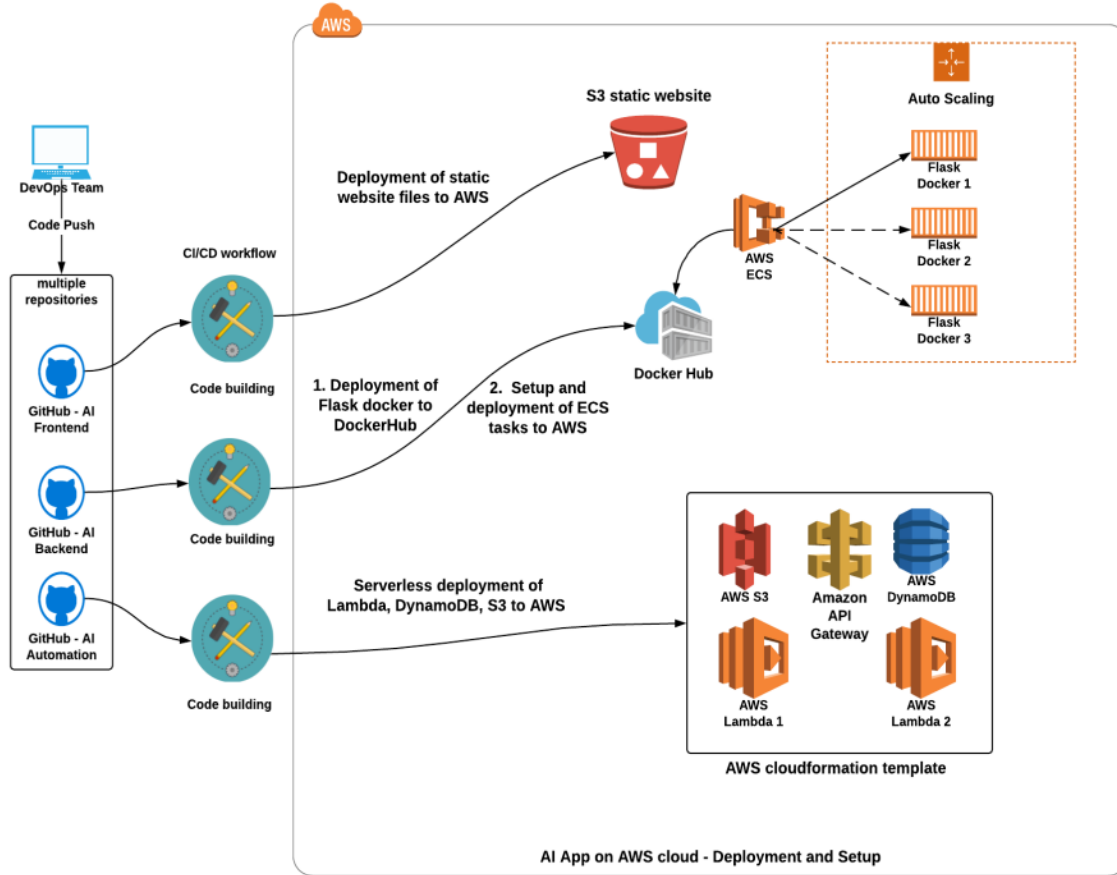 AWS
S3 static website
Auto Scaling
DevOps Team
Code Push
multiple
repositories
GitHub - AI
Frontend
GitHub - AI
Backend
GitHub - AI
Automation
CI/CD workflow
Code building
Code building
Code building
Deployment of static
website files to AWS
1. Deployment of
Flask docker to
DockerHub
2. Setup and
deployment of ECS
tasks to AWS
Serverless deployment of
Lambda, DynamoDB, S3 to AWS
AWS
ECS
Docker Hub
Flask
Docker 1
Flask
Docker 2
Flask
Docker 3
AWS S3
Amazon
API
Gateway
AWS
DynamoDB
AWS
Lambda 1
AWS
Lambda 2
AWS cloudformation template
AI App on AWS cloud - Deployment and Setup